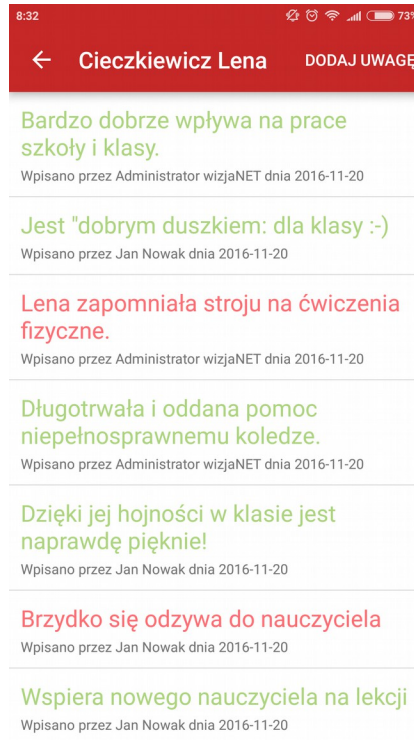 8:32 73%
Cieczkiewicz Lena DODAJ UWAGĘ
Bardzo dobrze wpływa na prace
szkoły i klasy.
Wpisano przez Administrator wizjaNET dnia 2016-11-20
Jest "dobrym duszkiem: dla klasy :-)
Wpisano przez Jan Nowak dnia 2016-11-20
Lena zapomniała stroju na ćwiczenia
fizyczne.
Wpisano przez Administrator wizjaNET dnia 2016-11-20
Długotrwała i oddana pomoc
niepełnosprawnemu koledze.
Wpisano przez Administrator wizjaNET dnia 2016-11-20
Dzięki jej hojności w klasie jest
naprawdę pięknie!
Wpisano przez Jan Nowak dnia 2016-11-20
Brzydko się odzywa do nauczyciela
Wpisano przez Jan Nowak dnia 2016-11-20
Wspiera nowego nauczyciela na lekcji
Wpisano przez Jan Nowak dnia 2016-11-20